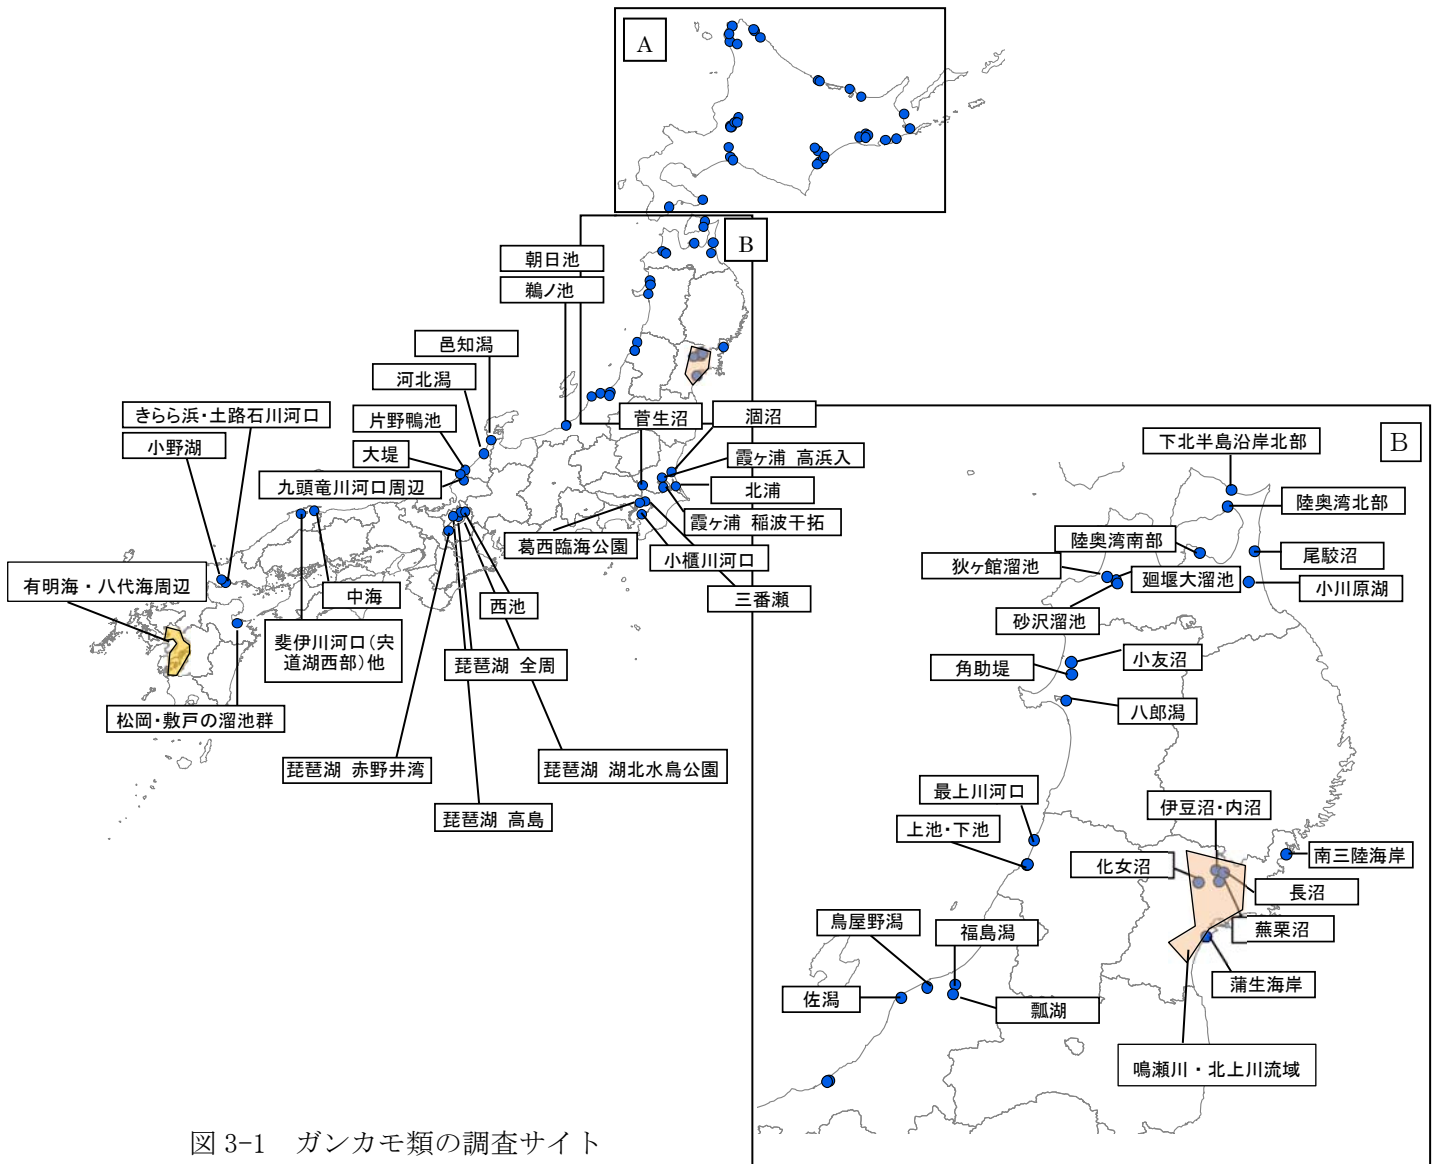 A
B
朝日池
鵜ノ池
邑知潟
河北潟
片野鴨池
大堤
九頭竜川河口周辺
きらら浜・土路石川河口
小野湖
有明海・八代海周辺
中海
斐伊川河口（宍
道湖西部）他
松岡・敷戸の溜池群
西池
琵琶湖 全周
琵琶湖 赤野井湾
琵琶湖 湖北水鳥公園
琵琶湖 高島
菅生沼
涸沼
霞ヶ浦 高浜入
北浦
霞ヶ浦 稲波干拓
葛西臨海公園
小櫃川河口
三番瀬
B
下北半島沿岸北部
陸奥湾北部
陸奥湾南部
尾駮沼
狄ヶ館溜池
廻堰大溜池
小川原湖
砂沢溜池
小友沼
角助堤
八郎潟
最上川河口
上池・下池
伊豆沼・内沼
南三陸海岸
化女沼
長沼
蕪栗沼
蒲生海岸
鳥屋野潟
福島潟
佐潟
瓢湖
鳴瀬川・北上川流域
図 3-1　ガンカモ類の調査サイト